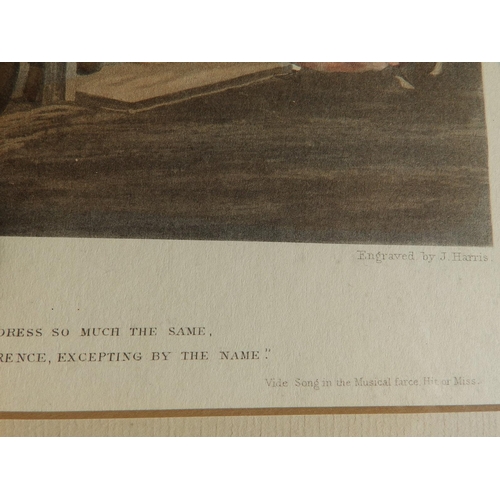 Engraved by J. Harris
DRESS SO MUCH THE SAME,
RENCE, EXCEPTING BY THE NAME."
Vide Song in the Musical farce Hit or Miss.